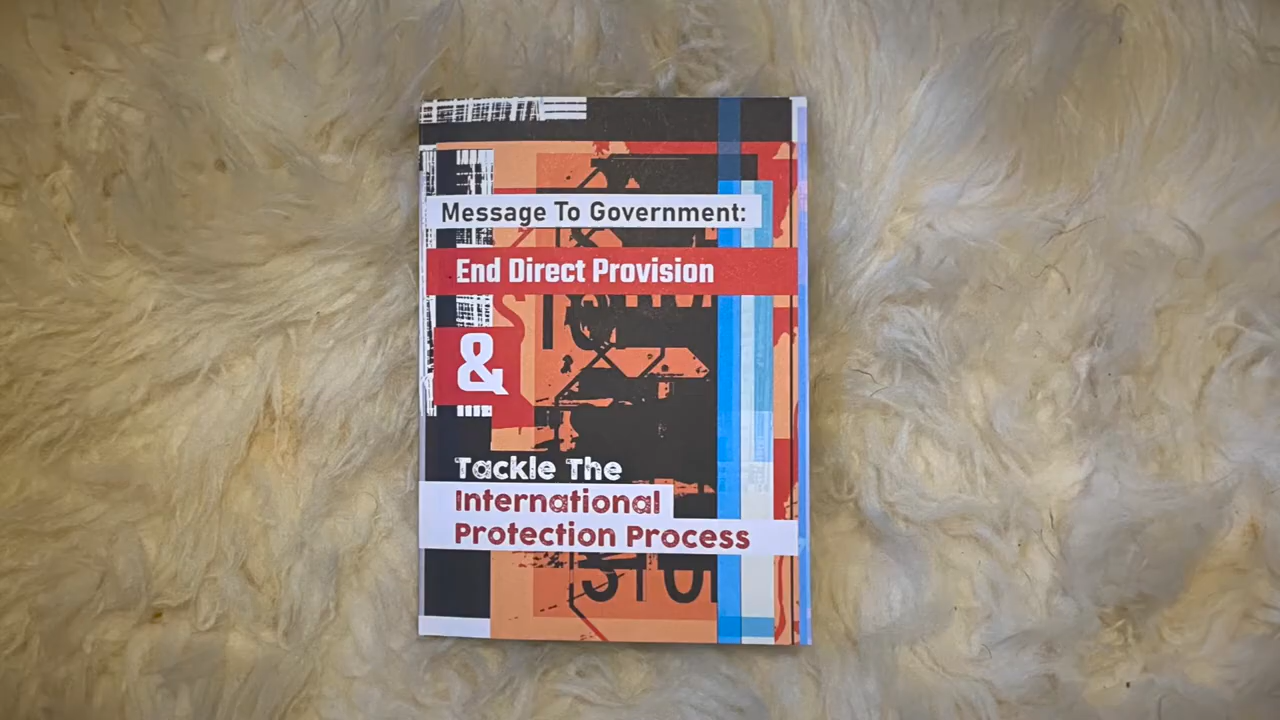 Message To Government:
End Direct Provision
&
Tackle The
International
Protection Process